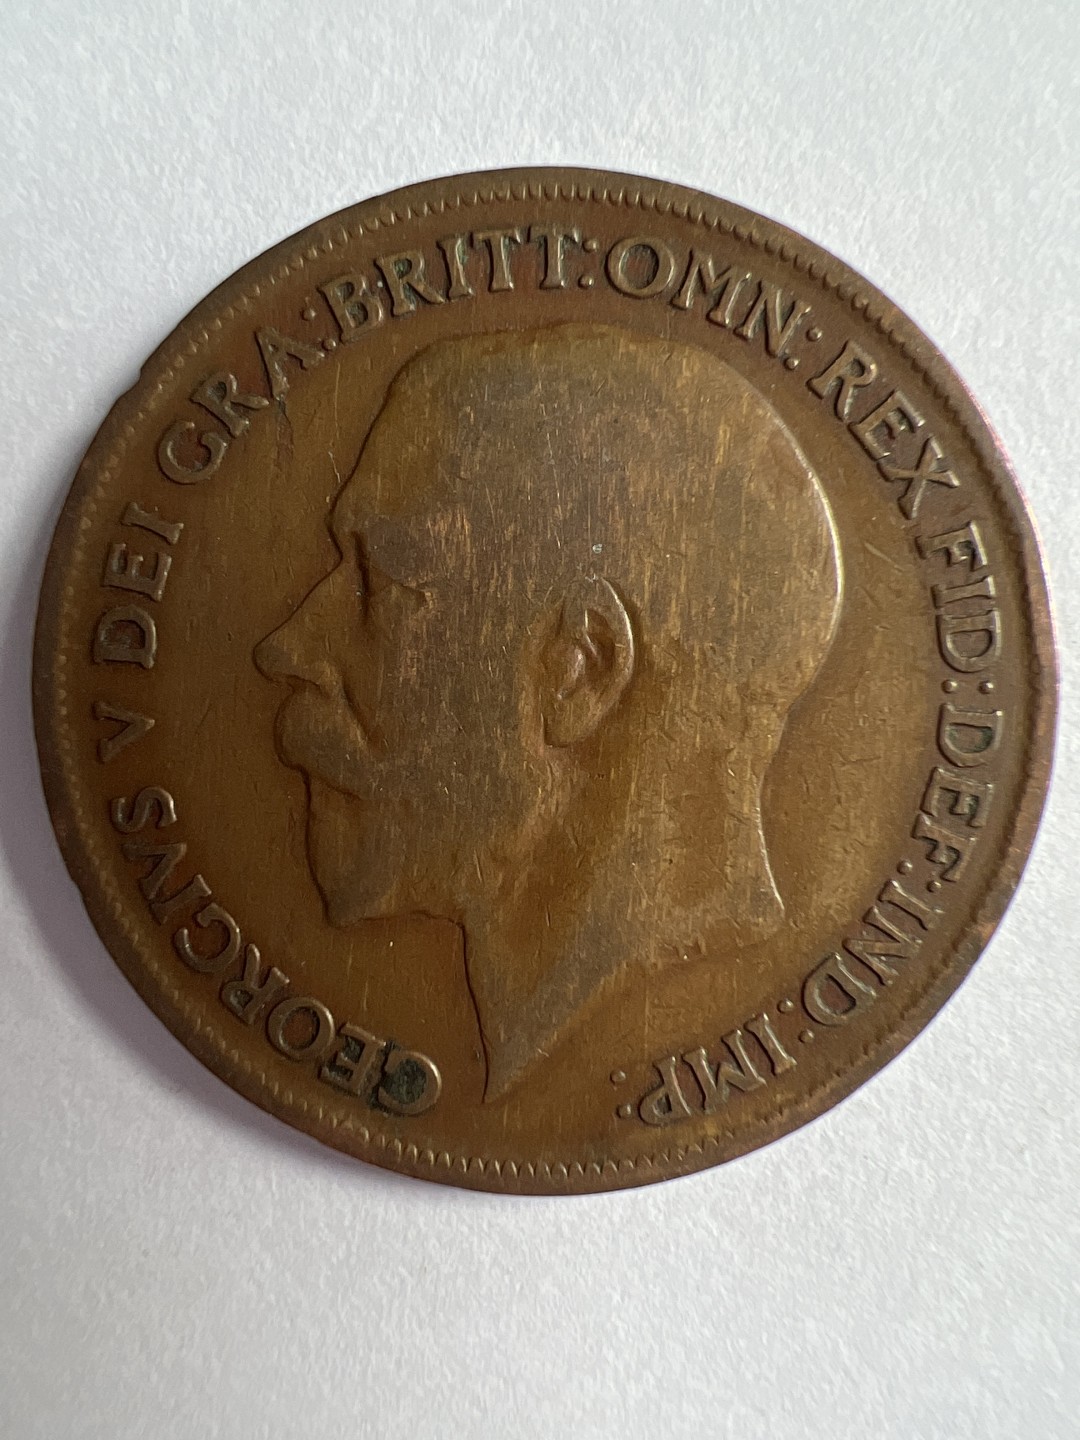 GEORGIVS V DEI GRA: BRITT: OMN: REX FID: DEF: IND: IMP: